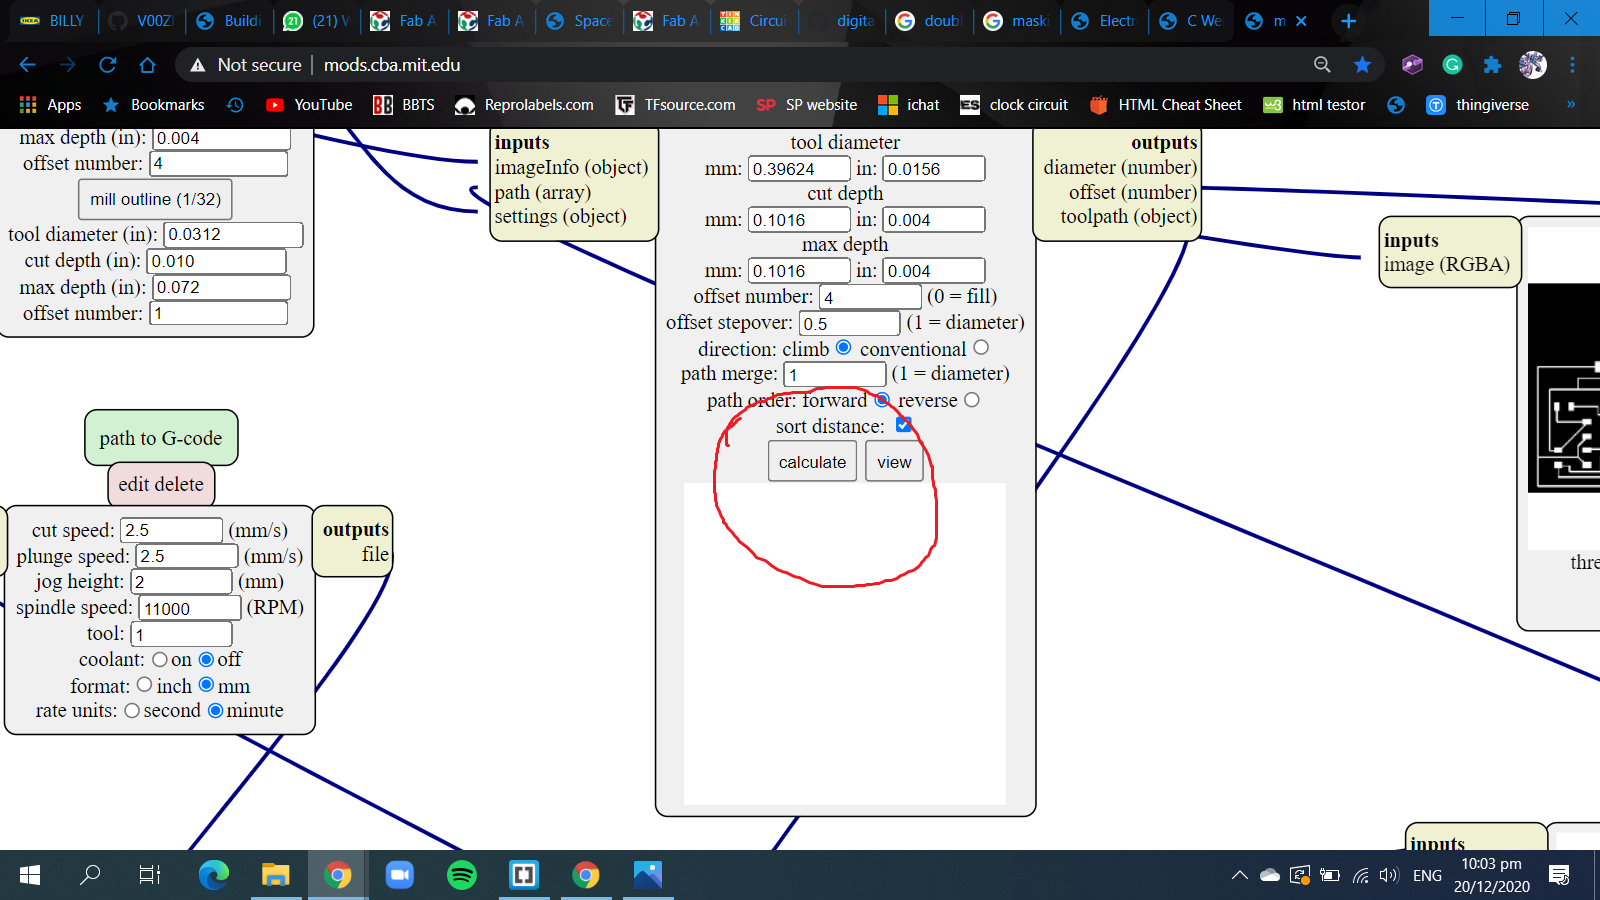 BILLY
V00Z
Buildi
(21) V
Fab A
Fab A
Space
Fab A
Circui
digita
doub
maski
Electr
C We
m
Not secure
mods.cba.mit.edu
Apps
Bookmarks
YouTube
BBTS
Reprolabels.com
TFsource.com
SP website
ichat
clock circuit
HTML Cheat Sheet
html testor
thingiverse
»
max depth (in): 0.004
offset number: 4
mill outline (1/32)
tool diameter (in): 0.0312
cut depth (in): 0.010
max depth (in): 0.072
offset number: 1
path to G-code
edit delete
cut speed: 2.5 (mm/s)
plunge speed: 2.5 (mm/s)
jog height: 2 (mm)
spindle speed: 11000 (RPM)
tool: 1
coolant: on off
format: inch mm
rate units: second minute
outputs
file
inputs
imageInfo (object)
path (array)
settings (object)
tool diameter
mm: 0.39624 in: 0.0156
cut depth
mm: 0.1016 in: 0.004
max depth
mm: 0.1016 in: 0.004
offset number: 4 (0 = fill)
offset stepover: 0.5 (1 = diameter)
direction: climb conventional
path merge: 1 (1 = diameter)
path order: forward reverse
sort distance:
calculate view
outputs
diameter (number)
offset (number)
toolpath (object)
inputs
image (RGBA)
thre
inputs
ENG
10:03 pm
20/12/2020